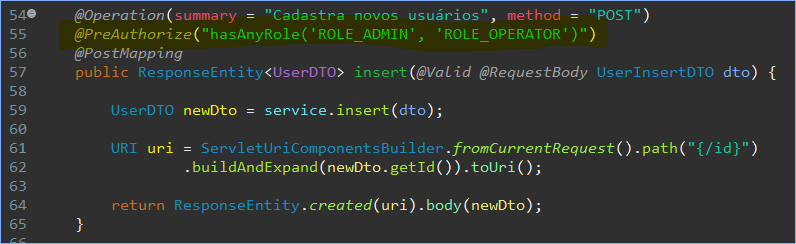 54 @Operation(summary = "Cadastra novos usuários", method = "POST")
55 @PreAuthorize("hasAnyRole('ROLE_ADMIN', 'ROLE_OPERATOR')")
56 @PostMapping
57 public ResponseEntity<UserDTO> insert(@Valid @RequestBody UserInsertDTO dto) {
58
59 UserDTO newDto = service.insert(dto);
60
61 URI uri = ServletUriComponentsBuilder.fromCurrentRequest().path("{/id}")
62 .buildAndExpand(newDto.getId()).toUri();
63
64 return ResponseEntity.created(uri).body(newDto);
65 }
66